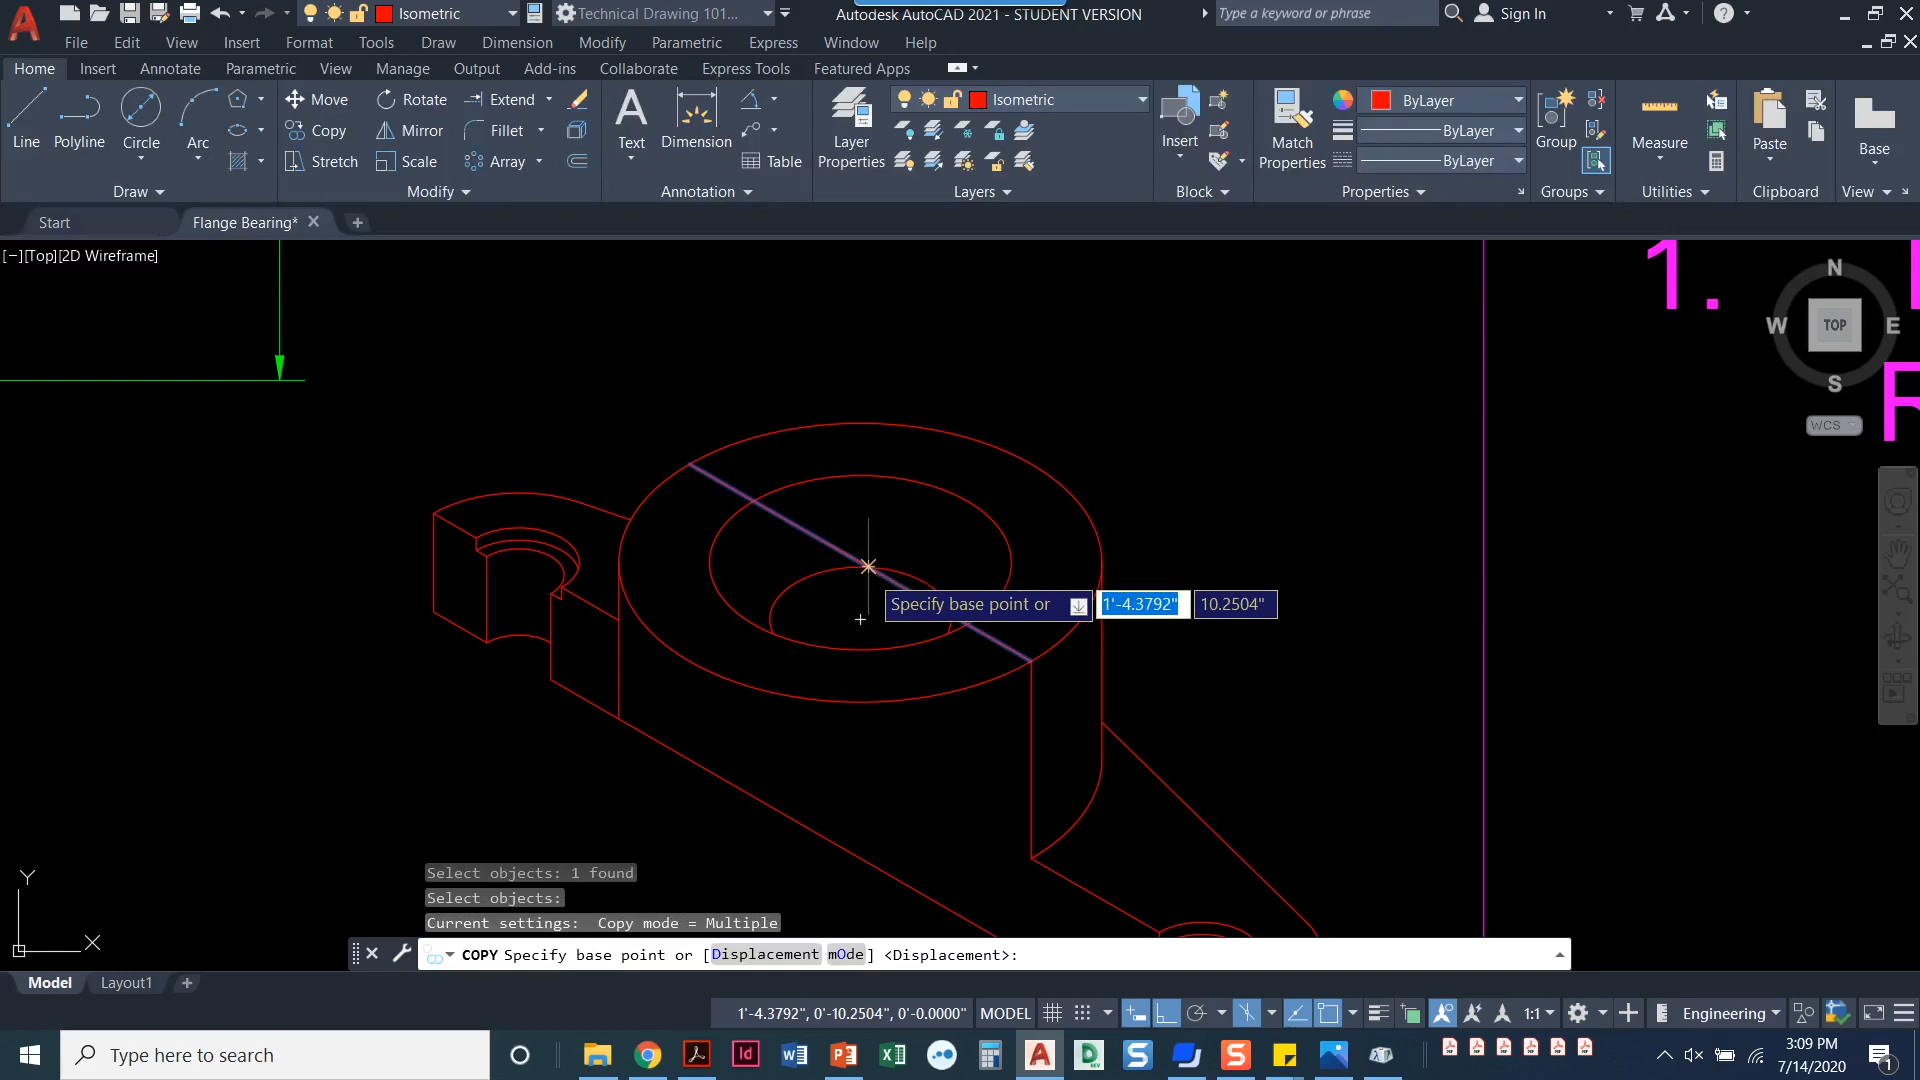 Isometric
Technical Drawing 101...
Autodesk AutoCAD 2021 - STUDENT VERSION
Type a keyword or phrase
Sign In
File Edit View Insert Format Tools Draw Dimension Modify Parametric Express Window Help
Home Insert Annotate Parametric View Manage Output Add-ins Collaborate Express Tools Featured Apps
Line Polyline Circle Arc
Move Rotate Extend
Copy Mirror Fillet
Stretch Scale Array
Text Dimension Table
Layer Properties
Isometric
Insert
Match Properties
ByLayer
ByLayer
ByLayer
Group
Measure
Paste
Base
Draw Modify Annotation Layers Block Properties Groups Utilities Clipboard View
Start Flange Bearing*
[−][Top][2D Wireframe]
1.
N
W TOP E
S
WCS
R
Specify base point or 1'-4.3792" 10.2504"
Select objects: 1 found
Select objects:
Current settings: Copy mode = Multiple
COPY Specify base point or [Displacement mOde] <Displacement>:
Y
X
Model Layout1
1'-4.3792", 0'-10.2504", 0'-0.0000" MODEL 1:1 Engineering
Type here to search
3:09 PM
7/14/2020
1